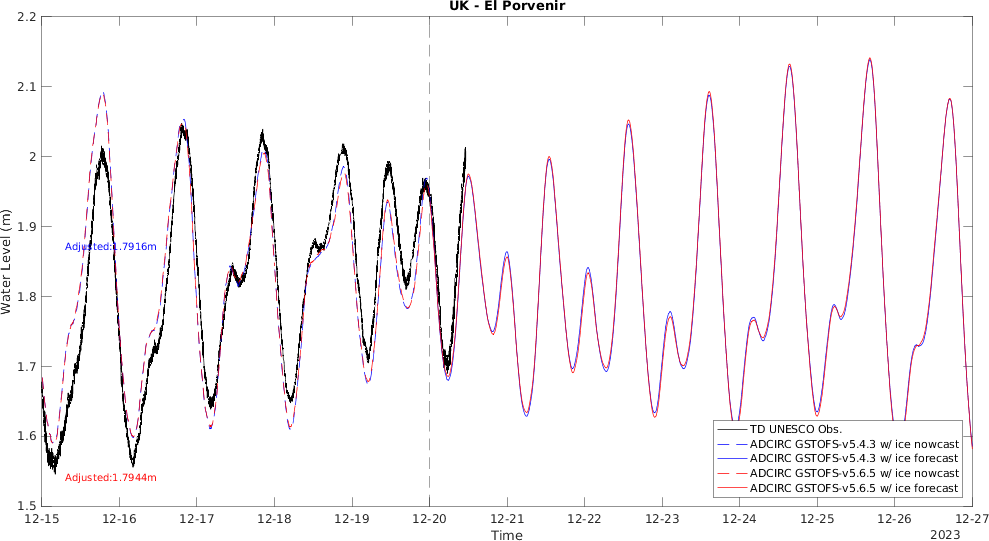 UK - El Porvenir
2.2
2.1
2
1.9
1.8
1.7
1.6
1.5
Water Level (m)
Adjusted:1.7916m
Adjusted:1.7944m
TD UNESCO Obs.
ADCIRC GSTOFS-v5.4.3 w/ ice nowcast
ADCIRC GSTOFS-v5.4.3 w/ ice forecast
ADCIRC GSTOFS-v5.6.5 w/ ice nowcast
ADCIRC GSTOFS-v5.6.5 w/ ice forecast
12-15 12-16 12-17 12-18 12-19 12-20 12-21 12-22 12-23 12-24 12-25 12-26 12-27
Time
2023